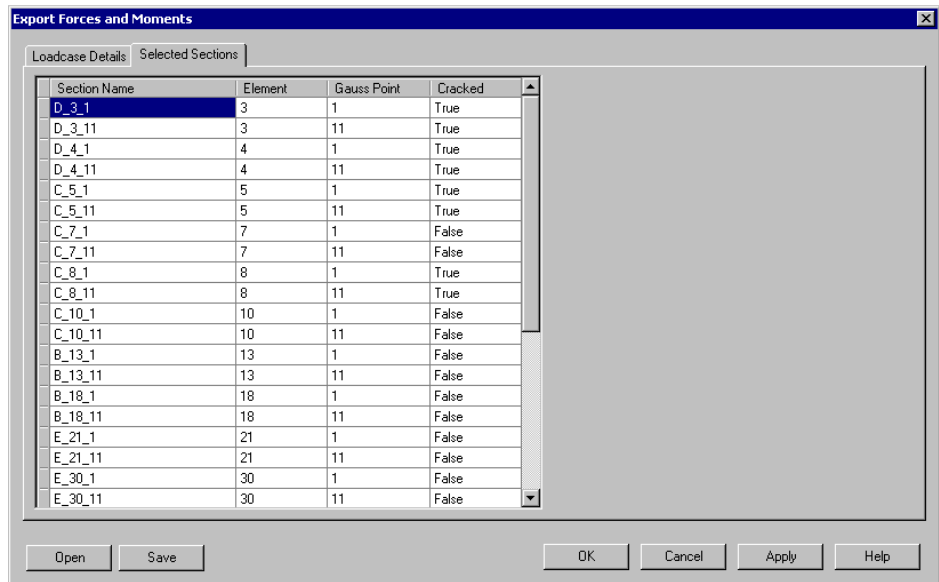 Export Forces and Moments
Loadcase Details Selected Sections
Section Name Element Gauss Point Cracked
D_3_1 3 1 True
D_3_11 3 11 True
D_4_1 4 1 True
D_4_11 4 11 True
C_5_1 5 1 True
C_5_11 5 11 True
C_7_1 7 1 False
C_7_11 7 11 False
C_8_1 8 1 True
C_8_11 8 11 True
C_10_1 10 1 False
C_10_11 10 11 False
B_13_1 13 1 False
B_13_11 13 11 False
B_18_1 18 1 False
B_18_11 18 11 False
E_21_1 21 1 False
E_21_11 21 11 False
E_30_1 30 1 False
E_30_11 30 11 False
Open Save OK Cancel Apply Help